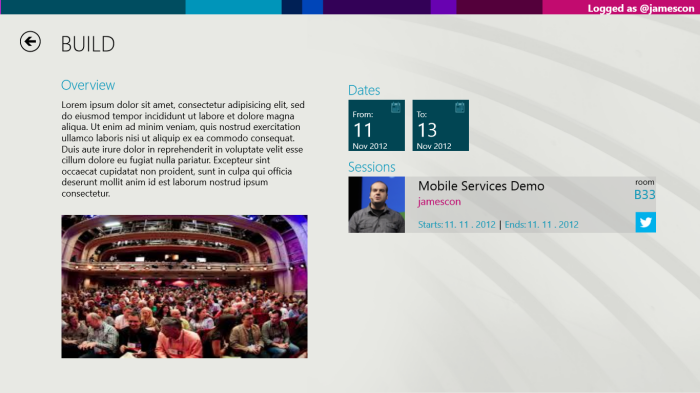 Logged as @jamescon
BUILD
Overview
Lorem ipsum dolor sit amet, consectetur adipisicing elit, sed
do eiusmod tempor incididunt ut labore et dolore magna
aliqua. Ut enim ad minim veniam, quis nostrud exercitation
ullamco laboris nisi ut aliquip ex ea commodo consequat.
Duis aute irure dolor in reprehenderit in voluptate velit esse
cillum dolore eu fugiat nulla pariatur. Excepteur sint
occaecat cupidatat non proident, sunt in culpa qui officia
deserunt mollit anim id est laborum nostrud ipsum
consectetur.
Dates
From:
11
Nov 2012
To:
13
Nov 2012
Sessions
Mobile Services Demo
jamescon
Starts: 11. 11 . 2012 | Ends: 11. 11 . 2012
room
B33